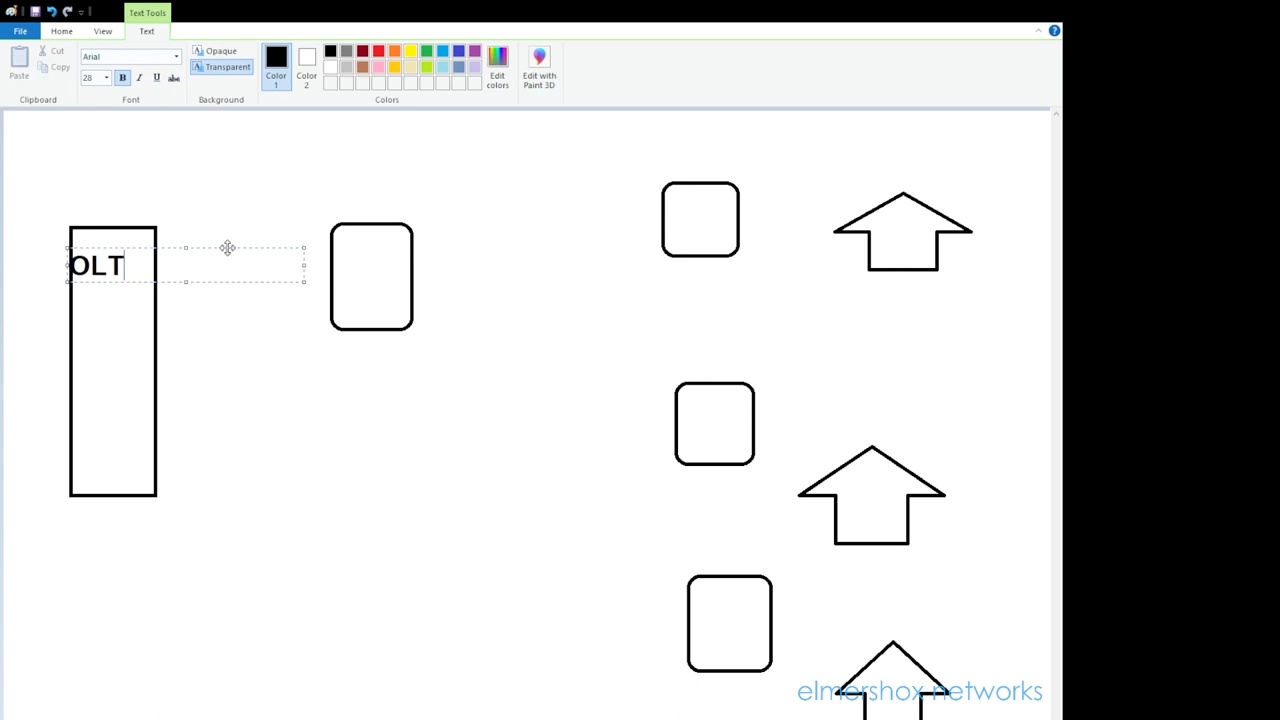 Text Tools
File Home View Text
Paste
Cut
Copy
Clipboard
Arial
28 B I U abc
Font
Opaque
Transparent
Background
Color 1
Color 2
Edit colors
Colors
Edit with Paint 3D
OLT
elmershox networks